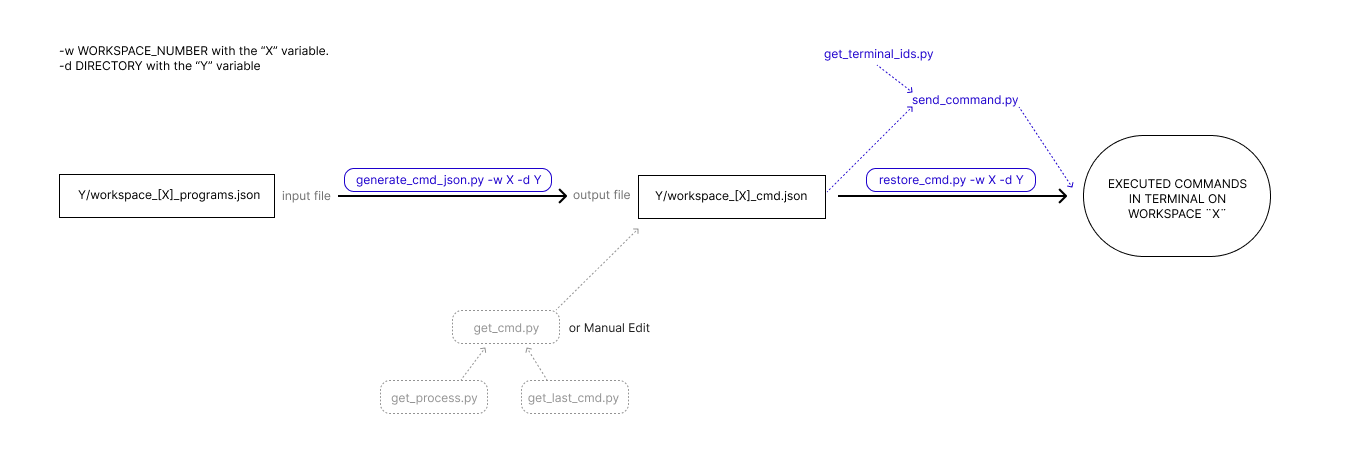 -w WORKSPACE_NUMBER with the “X” variable.
-d DIRECTORY with the “Y” variable
get_terminal_ids.py
send_command.py
Y/workspace_[X]_programs.json
input file
generate_cmd_json.py -w X -d Y
output file
Y/workspace_[X]_cmd.json
restore_cmd.py -w X -d Y
EXECUTED COMMANDS
IN TERMINAL ON
WORKSPACE ¨X¨
get_cmd.py
or Manual Edit
get_process.py
get_last_cmd.py